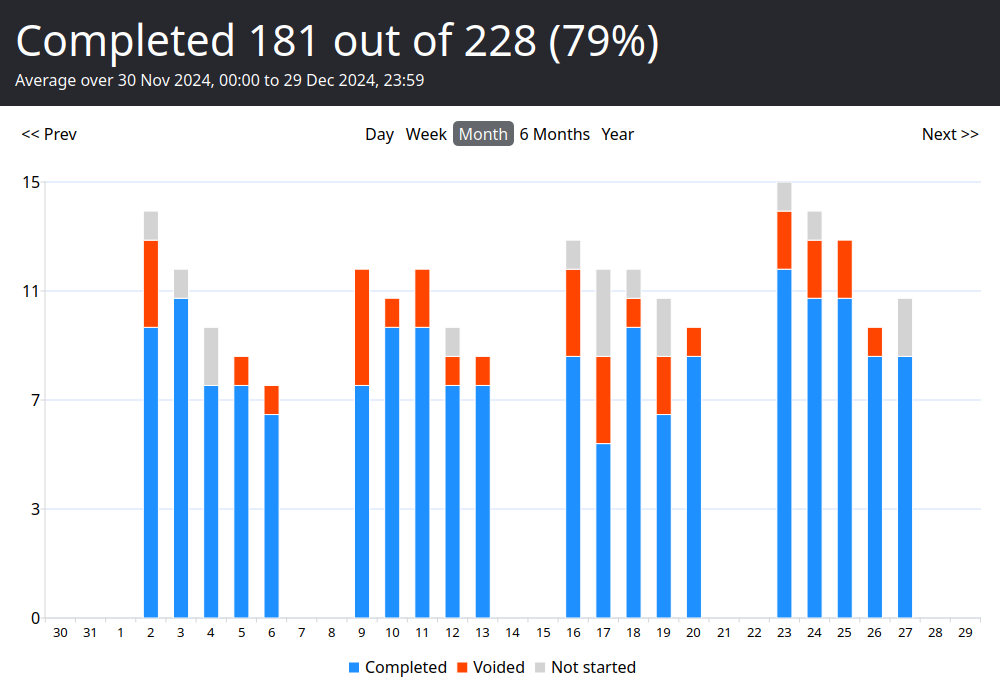 Completed 181 out of 228 (79%)
Average over 30 Nov 2024, 00:00 to 29 Dec 2024, 23:59
<< Prev Day Week Month 6 Months Year Next >>
15
11
7
3
0
30 31 1 2 3 4 5 6 7 8 9 10 11 12 13 14 15 16 17 18 19 20 21 22 23 24 25 26 27 28 29
Completed Voided Not started